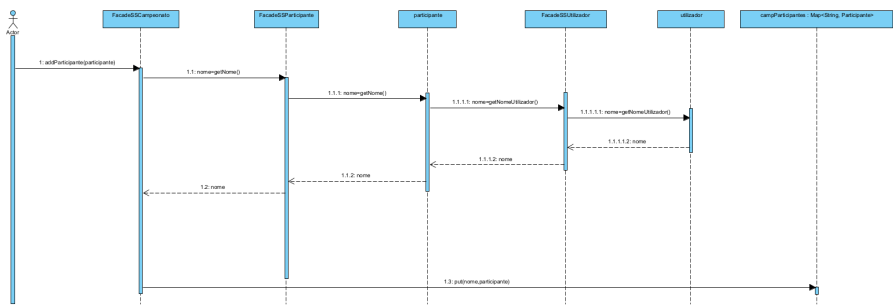 FacadeSSCampeonato
FacadeSSParticipante
participante
FacadeSSUtilizador
utilizador
campParticipantes : Map<String, Participante>
Actor
1: addParticipante(participante)
1.1: nome=getNome()
1.1.1: nome=getNome()
1.1.1.1: nome=getNomeUtilizador()
1.1.1.1.1: nome=getNomeUtilizador()
1.1.1.1.2: nome
1.1.1.2: nome
1.1.2: nome
1.2: nome
1.3: put(nome,participante)